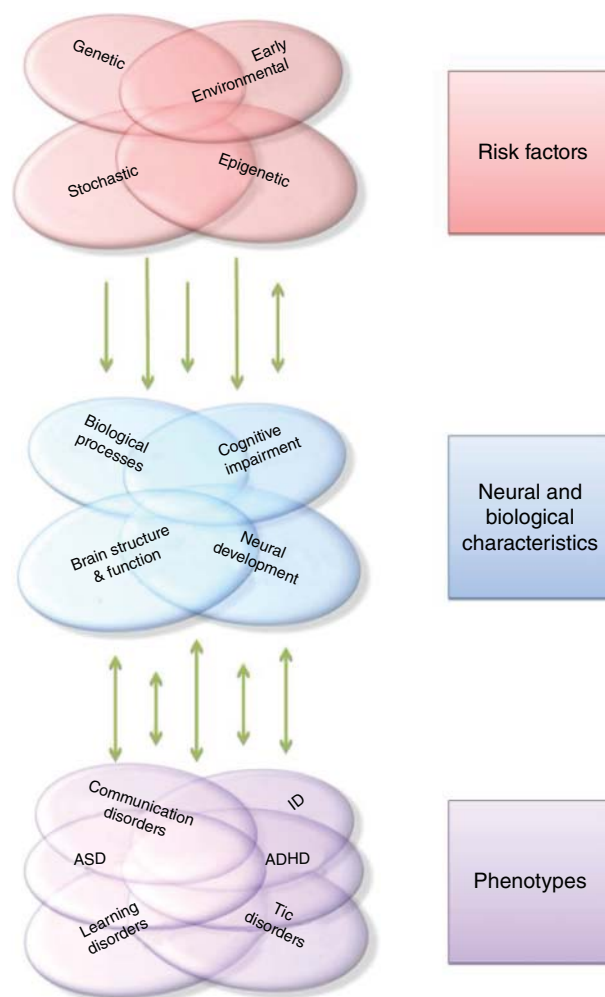 Genetic
Early
Environmental
Stochastic
Epigenetic
Risk factors
Biological
processes
Cognitive
impairment
Brain structure
& function
Neural
development
Neural and
biological
characteristics
Communication
disorders
ID
ASD
ADHD
Learning
disorders
Tic
disorders
Phenotypes